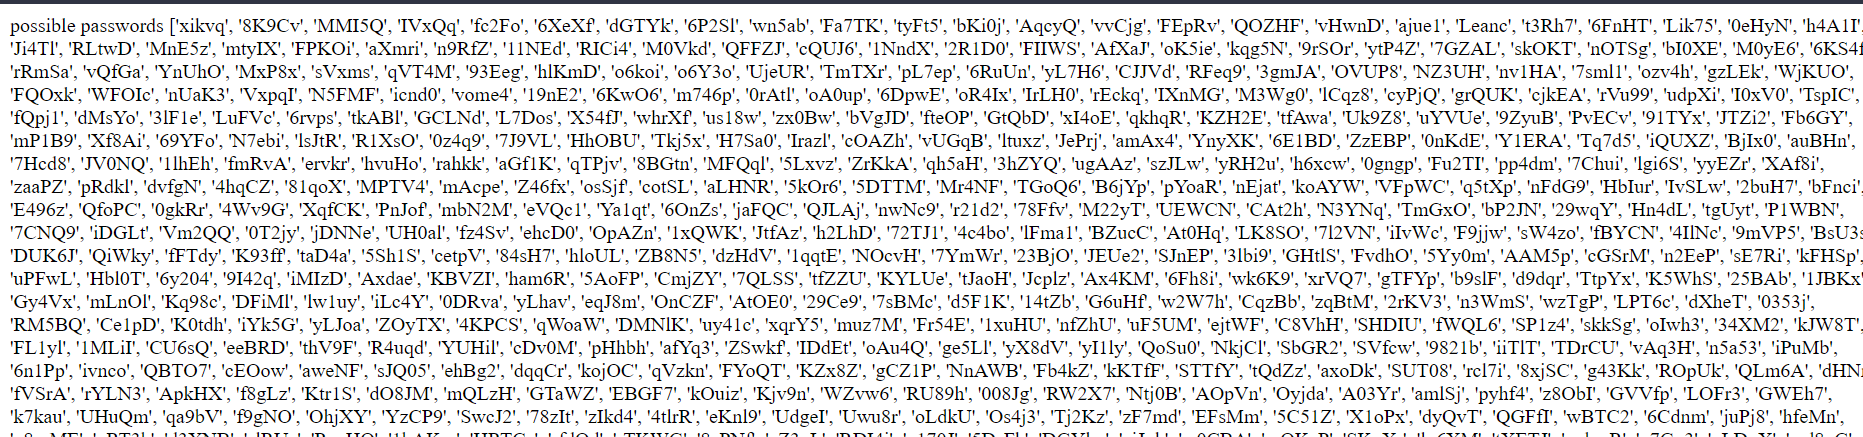 possible passwords ['xikvq', '8K9Cv', 'MMI5Q', 'IVxQq', 'fc2Fo', '6XeXf', 'dGTYk', '6P2Sl', 'wn5ab', 'Fa7TK', 'tyFt5', 'bKi0j', 'AqcyQ', 'vvCjg', 'FEpRv', 'QOZHF', 'vHwnD', 'ajue1', 'Leanc', 't3Rh7', '6FnHT', 'Lik75', '0eHyN', 'h4A1I',
'Ji4Tl', 'RLtwD', 'MnE5z', 'mtyIX', 'FPKOi', 'aXmri', 'n9RfZ', '11NEd', 'RICi4', 'M0Vkd', 'QFFZJ', 'cQUJ6', '1NndX', '2R1D0', 'FIIWS', 'AfXaJ', 'oK5ie', 'kqg5N', '9rSOr', 'ytP4Z', '7GZAL', 'skOKT', 'nOTSg', 'bI0XE', 'M0yE6', '6KS4f
'rRmSa', 'vQfGa', 'YnUhO', 'MxP8x', 'sVxms', 'qVT4M', '93Eeg', 'hlKmD', 'o6koi', 'o6Y3o', 'UjeUR', 'TmTXr', 'pL7ep', '6RuUn', 'yL7H6', 'CJJVd', 'RFeq9', '3gmJA', 'OVUP8', 'NZ3UH', 'nv1HA', '7sml1', 'ozv4h', 'gzLEk', 'WjKUO',
'FQOxk', 'WFOIc', 'nUaK3', 'VxpqI', 'N5FMF', 'icnd0', 'vome4', '19nE2', '6KwO6', 'm746p', '0rAtl', 'oA0up', '6DpwE', 'oR4Ix', 'IrLH0', 'rEckq', 'IXnMG', 'M3Wg0', 'lCqz8', 'cyPjQ', 'grQUK', 'cjkEA', 'rVu99', 'udpXi', 'I0xV0', 'TspIC',
'fQpj1', 'dMsYo', '3lF1e', 'LuFVc', '6rvps', 'tkABl', 'GCLNd', 'L7Dos', 'X54fJ', 'whrXf', 'us18w', 'zx0Bw', 'bVgJD', 'fteOP', 'GtQbD', 'xI4oE', 'qkhqR', 'KZH2E', 'tfAwa', 'Uk9Z8', 'uYVUe', '9ZyuB', 'PvECv', '91TYx', 'JTZi2', 'Fb6GY',
'mP1B9', 'Xf8Ai', '69YFo', 'N7ebi', 'lsJtR', 'R1XsO', '0z4q9', '7J9VL', 'HhOBU', 'Tkj5x', 'H7Sa0', 'Irazl', 'cOAZh', 'vUGqB', 'ltuxz', 'JePrj', 'amAx4', 'YnyXK', '6E1BD', 'ZzEBP', '0nKdE', 'Y1ERA', 'Tq7d5', 'iQUXZ', 'BjIx0', 'auBHn',
'7Hcd8', 'JV0NQ', '1lhEh', 'fmRvA', 'ervkr', 'hvuHo', 'rahkk', 'aGf1K', 'qTPjv', '8BGtn', 'MFQql', '5Lxvz', 'ZrKkA', 'qh5aH', '3hZYQ', 'ugAAz', 'szJLw', 'yRH2u', 'h6xcw', '0gngp', 'Fu2TI', 'pp4dm', '7Chui', 'lgi6S', 'yyEZr', 'XAf8i',
'zaaPZ', 'pRdkl', 'dvfgN', '4hqCZ', '81qoX', 'MPTV4', 'mAcpe', 'Z46fx', 'osSjf', 'cotSL', 'aLHNR', '5kOr6', '5DTTM', 'Mr4NF', 'TGoQ6', 'B6jYp', 'pYoaR', 'nEjat', 'koAYW', 'VFpWC', 'q5tXp', 'nFdG9', 'HbIur', 'IvSLw', '2buH7', 'bFnci',
'E496z', 'QfoPC', '0gkRr', '4Wv9G', 'XqfCK', 'PnJof', 'mbN2M', 'eVQc1', 'Ya1qt', '6OnZs', 'jaFQC', 'QJLAj', 'nwNc9', 'r21d2', '78Ffv', 'M22yT', 'UEWCN', 'CAt2h', 'N3YNq', 'TmGxO', 'bP2JN', '29wqY', 'Hn4dL', 'tgUyt', 'P1WBN',
'7CNQ9', 'iDGLt', 'Vm2QQ', '0T2jy', 'jDNNe', 'UH0al', 'fz4Sv', 'ehcD0', 'OpAZn', '1xQWK', 'JtfAz', 'h2LhD', '72TJ1', '4c4bo', 'lFma1', 'BZucC', 'At0Hq', 'LK8SO', '7l2VN', 'iIvWc', 'F9jjw', 'sW4zo', 'fBYCN', '4IlNc', '9mVP5', 'BsU3s
'DUK6J', 'QiWky', 'fFTdy', 'K93ff', 'taD4a', '5Sh1S', 'cetpV', '84sH7', 'hloUL', 'ZB8N5', 'dzHdV', '1qqtE', 'NOcvH', '7YmWr', '23BjO', 'JEUe2', 'SJnEP', '3lbi9', 'GHtlS', 'FvdhO', '5Yy0m', 'AAM5p', 'cGSrM', 'n2EeP', 'sE7Ri', 'kFHSp',
'uPFwL', 'Hbl0T', '6y204', '9I42q', 'iMIzD', 'Axdae', 'KBVZI', 'ham6R', '5AoFP', 'CmjZY', '7QLSS', 'tfZZU', 'KYLUe', 'tJaoH', 'Jcplz', 'Ax4KM', '6Fh8i', 'wk6K9', 'xrVQ7', 'gTFYp', 'b9slF', 'd9dqr', 'TtpYx', 'K5WhS', '25BAb', '1JBKx
'Gy4Vx', 'mLnOl', 'Kq98c', 'DFiMl', 'lw1uy', 'iLc4Y', '0DRva', 'yLhav', 'eqJ8m', 'OnCZF', 'AtOE0', '29Ce9', '7sBMc', 'd5F1K', '14tZb', 'G6uHf', 'w2W7h', 'CqzBb', 'zqBtM', '2rKV3', 'n3WmS', 'wzTgP', 'LPT6c', 'dXheT', '0353j',
'RM5BQ', 'Ce1pD', 'K0tdh', 'iYk5G', 'yLJoa', 'ZOyTX', '4KPCS', 'qWoaW', 'DMNlK', 'uy41c', 'xqrY5', 'muz7M', 'Fr54E', '1xuHU', 'nfZhU', 'uF5UM', 'ejtWF', 'C8VhH', 'SHDIU', 'fWQL6', 'SP1z4', 'skkSg', 'oIwh3', '34XM2', 'kJW8T',
'FL1yl', '1MLiI', 'CU6sQ', 'eeBRD', 'thV9F', 'R4uqd', 'YUHil', 'cDv0M', 'pHhbh', 'afYq3', 'ZSwkf', 'IDdEt', 'oAu4Q', 'ge5Ll', 'yX8dV', 'yI1ly', 'QoSu0', 'NkjCl', 'SbGR2', 'SVfcw', '9821b', 'iiTlT', 'TDrCU', 'vAq3H', 'n5a53', 'iPuMb',
'6n1Pp', 'ivnco', 'QBTO7', 'cEOow', 'aweNF', 'sJQ05', 'ehBg2', 'dqqCr', 'kojOC', 'qVzkn', 'FYoQT', 'KZx8Z', 'gCZ1P', 'NnAWB', 'Fb4kZ', 'kKTfF', 'STTfY', 'tQdZz', 'axoDk', 'SUT08', 'rcl7i', '8xjSC', 'g43Kk', 'ROpUk', 'QLm6A', 'dHN
'fVSrA', 'rYLN3', 'ApkHX', 'f8gLz', 'Ktr1S', 'dO8JM', 'mQLzH', 'GTaWZ', 'EBGF7', 'kOuiz', 'Kjv9n', 'WZvw6', 'RU89h', '008Jg', 'RW2X7', 'Ntj0B', 'AOpVn', 'Oyjda', 'A03Yr', 'amlSj', 'pyhf4', 'z8ObI', 'GVVfp', 'LOFr3', 'GWEh7',
'k7kau', 'UHuQm', 'qa9bV', 'f9gNO', 'OhjXY', 'YzCP9', 'SwcJ2', '78zIt', 'zIkd4', '4tlrR', 'eKnl9', 'UdgeI', 'Uwu8r', 'oLdkU', 'Os4j3', 'Tj2Kz', 'zF7md', 'EFsMm', '5C51Z', 'X1oPx', 'dyQvT', 'QGFfI', 'wBTC2', '6Cdnm', 'juPj8', 'hfeMn',